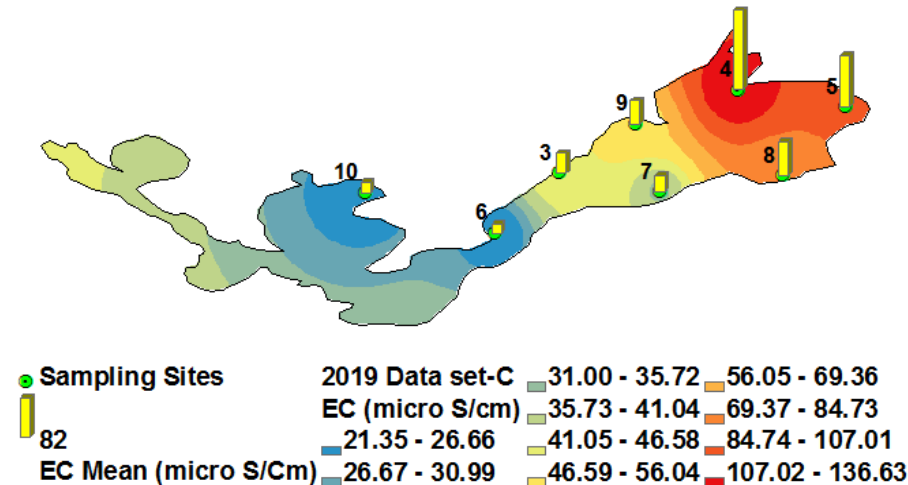 4
5
9
3
8
7
10
6
Sampling Sites
82
EC Mean (micro S/Cm)
2019 Data set-C
EC (micro S/cm)
21.35 - 26.66
26.67 - 30.99
31.00 - 35.72
35.73 - 41.04
41.05 - 46.58
46.59 - 56.04
56.05 - 69.36
69.37 - 84.73
84.74 - 107.01
107.02 - 136.63